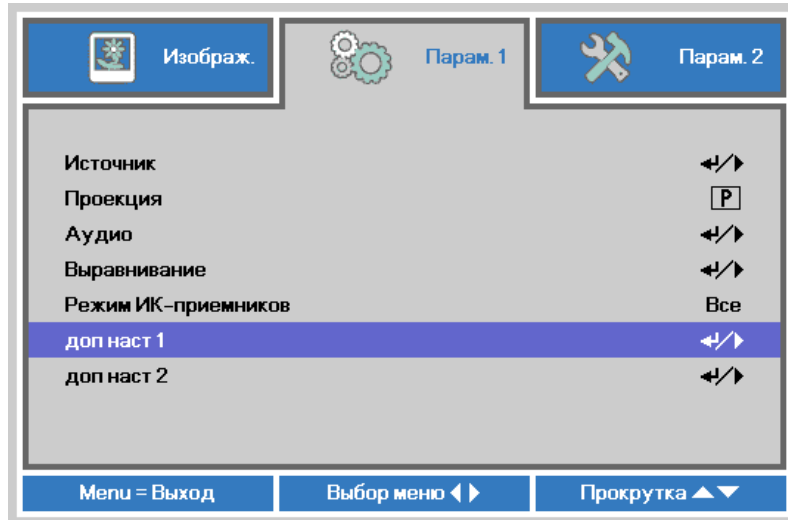 Изображ. Парам. 1 Парам. 2
Источник
Проекция P
Аудио
Выравнивание
Режим ИК-приемников Все
доп наст 1
доп наст 2
Menu = Выход Выбор меню Прокрутка